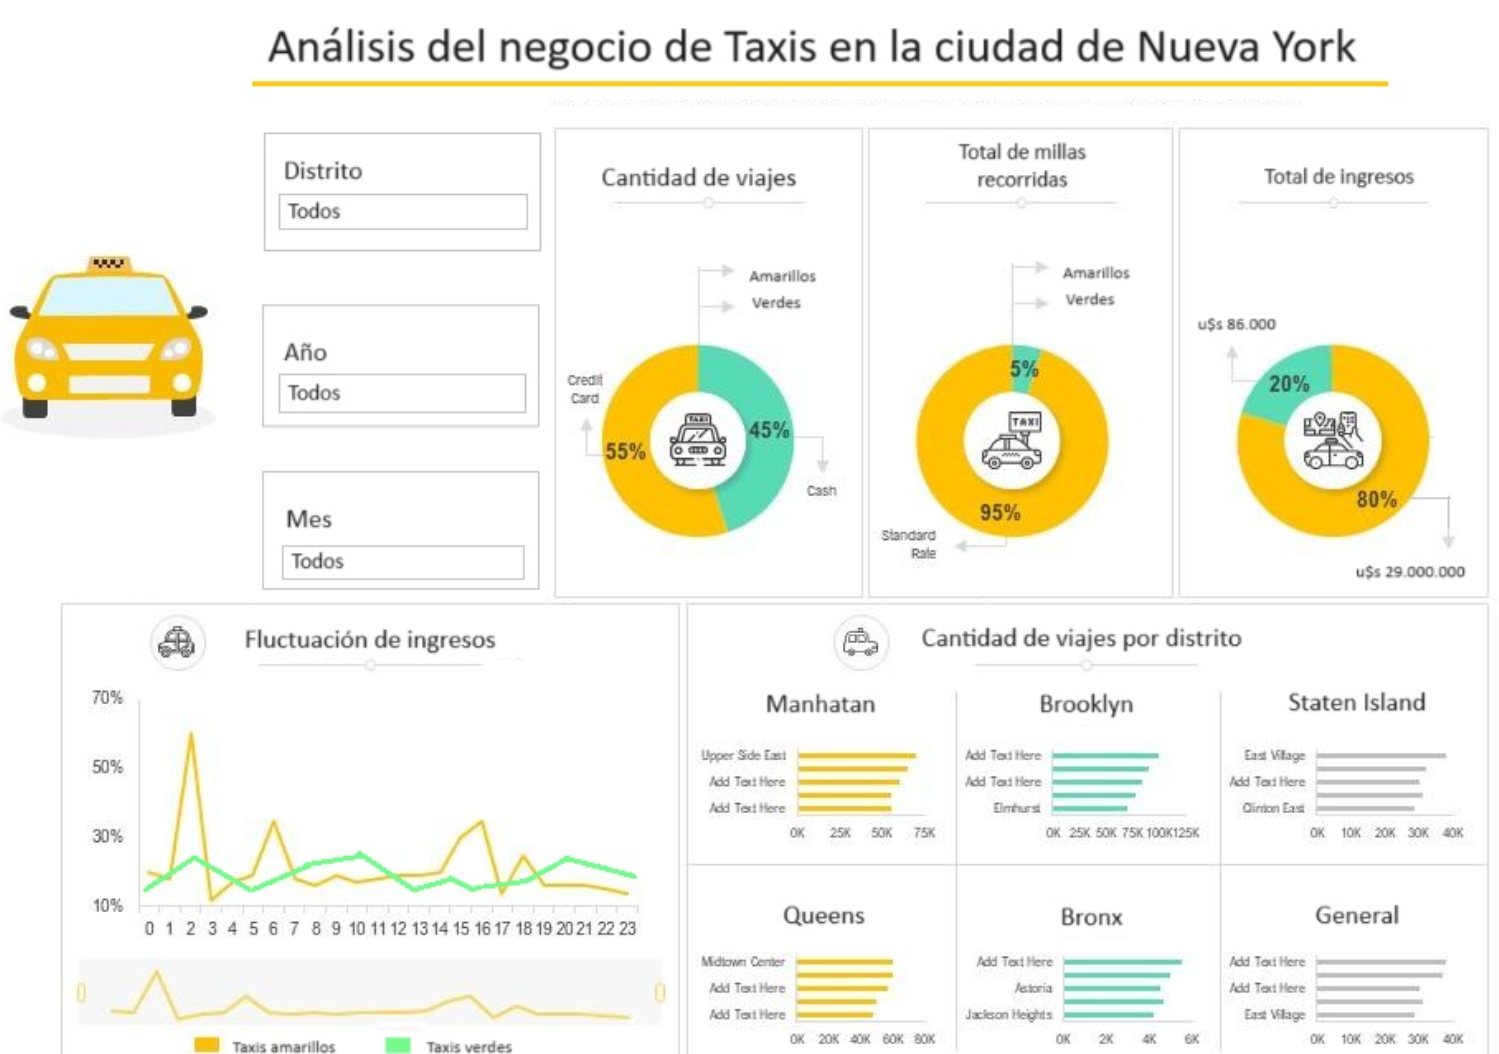 Análisis del negocio de Taxis en la ciudad de Nueva York
Distrito
Todos
Año
Todos
Mes
Todos
Cantidad de viajes
Amarillos
Verdes
Credit
Card
55%
45%
Cash
TAXI
Total de millas
recorridas
Amarillos
Verdes
5%
TAXI
95%
Standard
Rate
Total de ingresos
u$s 86.000
20%
80%
u$s 29.000.000
Fluctuación de ingresos
70%
50%
30%
10%
0 1 2 3 4 5 6 7 8 9 10 11 12 13 14 15 16 17 18 19 20 21 22 23
Taxis amarillos
Taxis verdes
Cantidad de viajes por distrito
Manhatan
Upper Side East
Add Text Here
Add Text Here
0K 25K 50K 75K
Brooklyn
Add Text Here
Add Text Here
Elmhurst
0K 25K 50K 75K 100K 125K
Staten Island
East Village
Add Text Here
Clinton East
0K 10K 20K 30K 40K
Queens
Midtown Center
Add Text Here
Add Text Here
0K 20K 40K 60K 80K
Bronx
Add Text Here
Astoria
Jackson Heights
0K 2K 4K 6K
General
Add Text Here
Add Text Here
East Village
0K 10K 20K 30K 40K